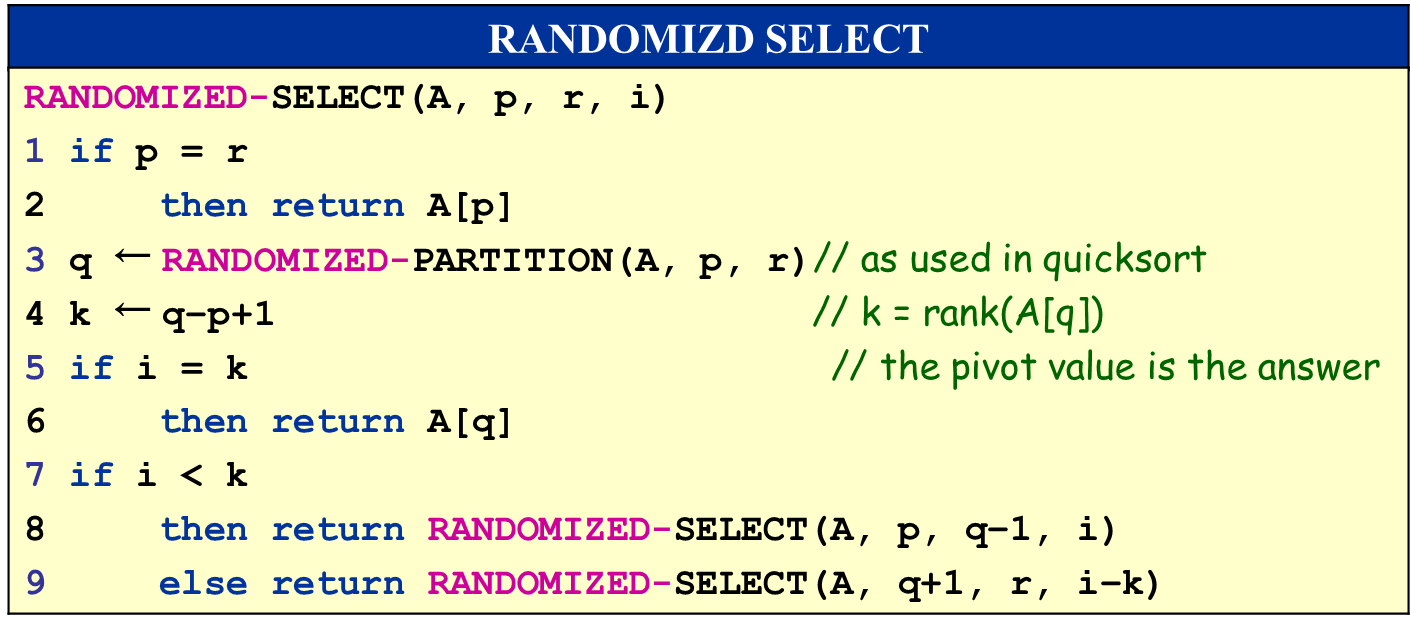 RANDOMIZD SELECT
RANDOMIZED-SELECT(A, p, r, i)
1 if p = r
2 then return A[p]
3 q ← RANDOMIZED-PARTITION(A, p, r) // as used in quicksort
4 k ← q-p+1 // k = rank(A[q])
5 if i = k // the pivot value is the answer
6 then return A[q]
7 if i < k
8 then return RANDOMIZED-SELECT(A, p, q-1, i)
9 else return RANDOMIZED-SELECT(A, q+1, r, i-k)